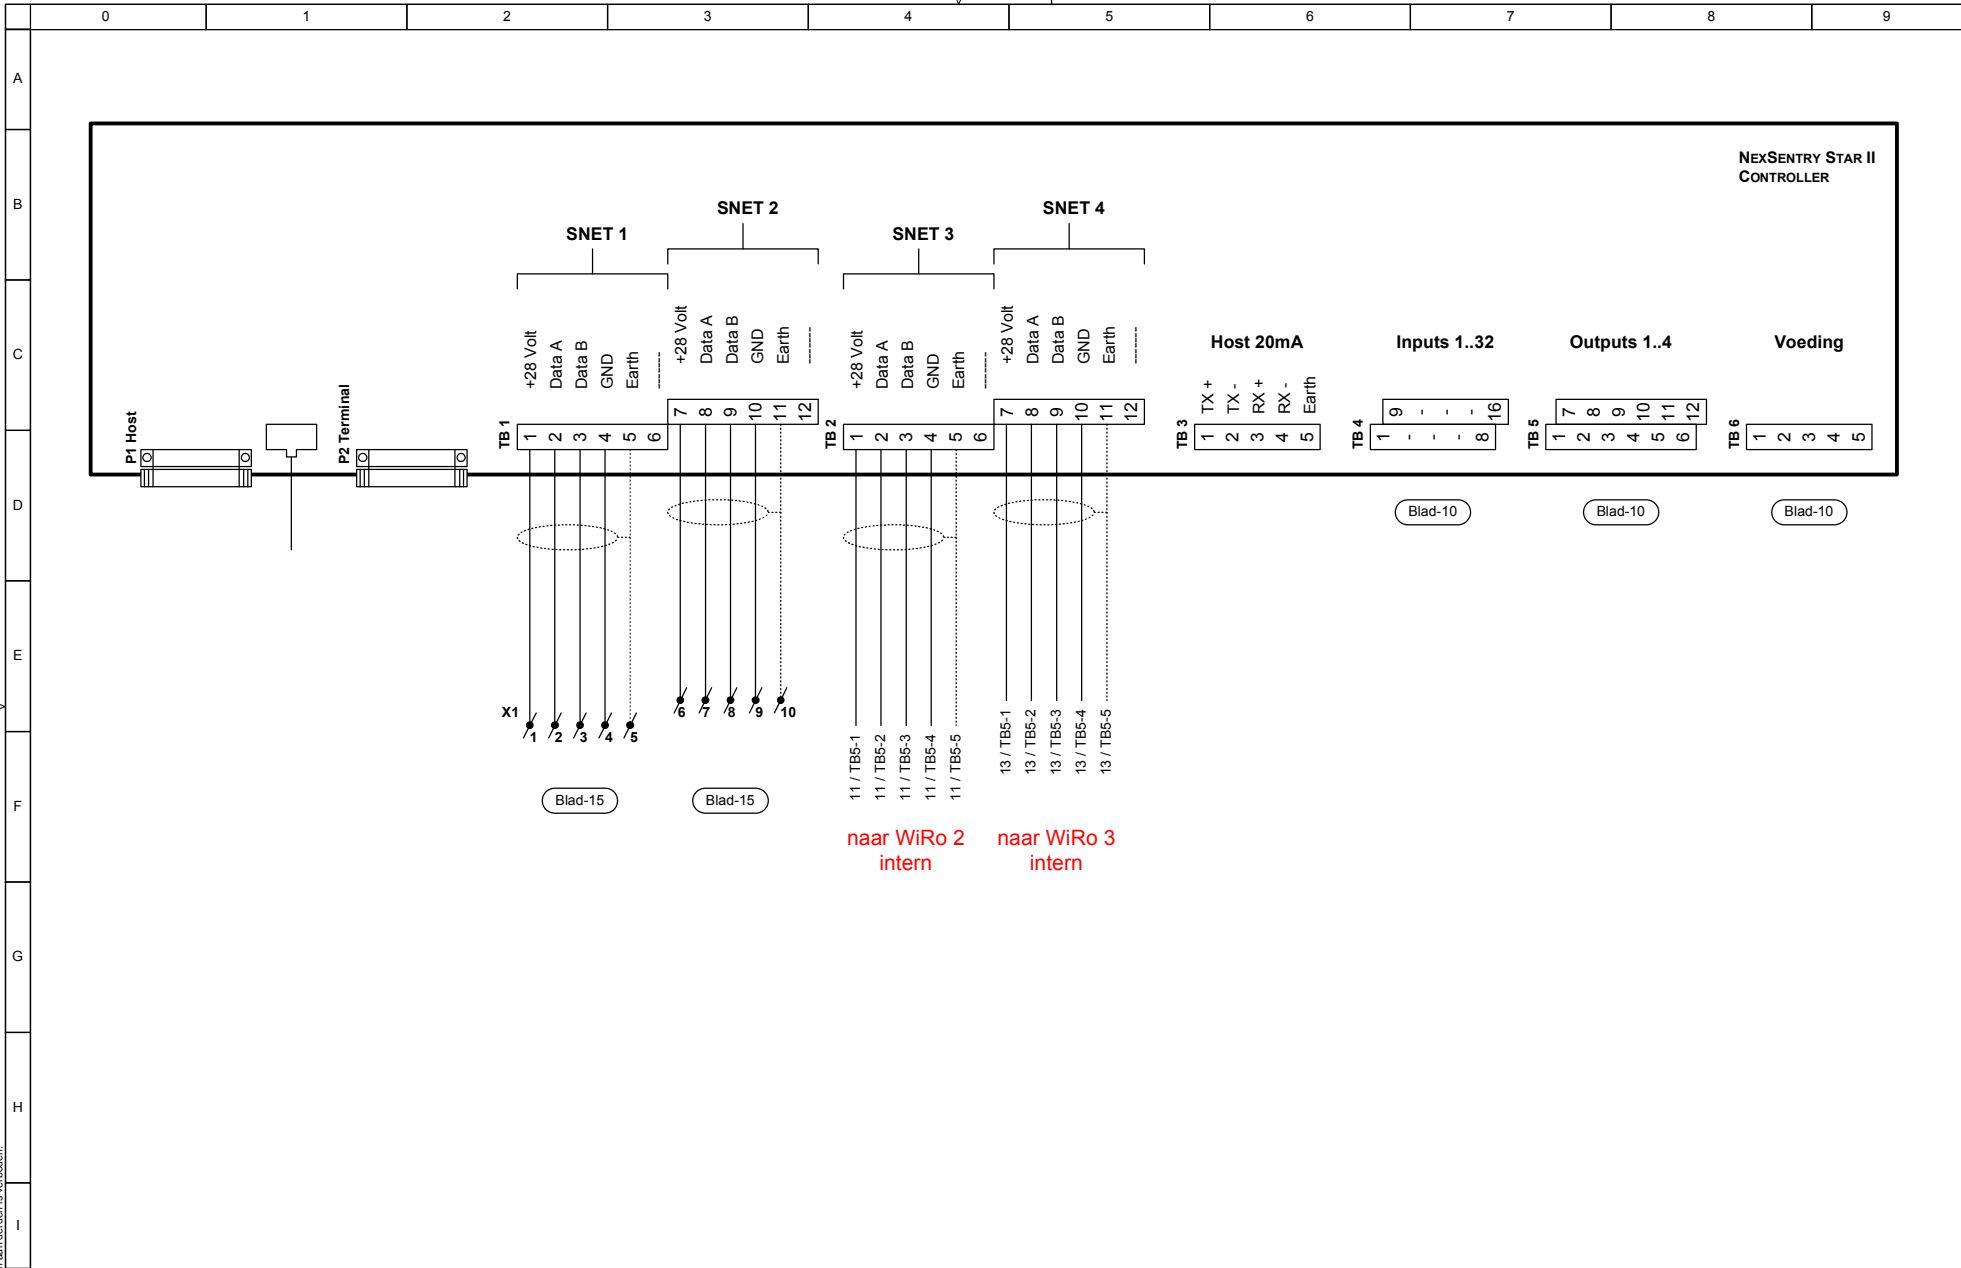 0 1 2 3 4 5 6 7 8 9
A
B
C
D
E
F
G
H
I
NEXSENTRY STAR II
CONTROLLER
SNET 1
SNET 2
SNET 3
SNET 4
+28 Volt
Data A
Data B
GND
Earth
+28 Volt
Data A
Data B
GND
Earth
+28 Volt
Data A
Data B
GND
Earth
+28 Volt
Data A
Data B
GND
Earth
Host 20mA
Inputs 1..32
Outputs 1..4
Voeding
TX +
TX -
RX +
RX -
Earth
P1 Host
P2 Terminal
TB 1
7 8 9 10 11 12
1 2 3 4 5 6
TB 2
7 8 9 10 11 12
1 2 3 4 5 6
TB 3
1 2 3 4 5
TB 4
9 - - - 16
1 - - - 8
TB 5
7 8 9 10 11 12
1 2 3 4 5 6
TB 6
1 2 3 4 5
Blad-10
Blad-10
Blad-10
X1
1 2 3 4 5
6 7 8 9 10
11 / TB5-1
11 / TB5-2
11 / TB5-3
11 / TB5-4
11 / TB5-5
13 / TB5-1
13 / TB5-2
13 / TB5-3
13 / TB5-4
13 / TB5-5
Blad-15
Blad-15
naar WiRo 2
intern
naar WiRo 3
intern